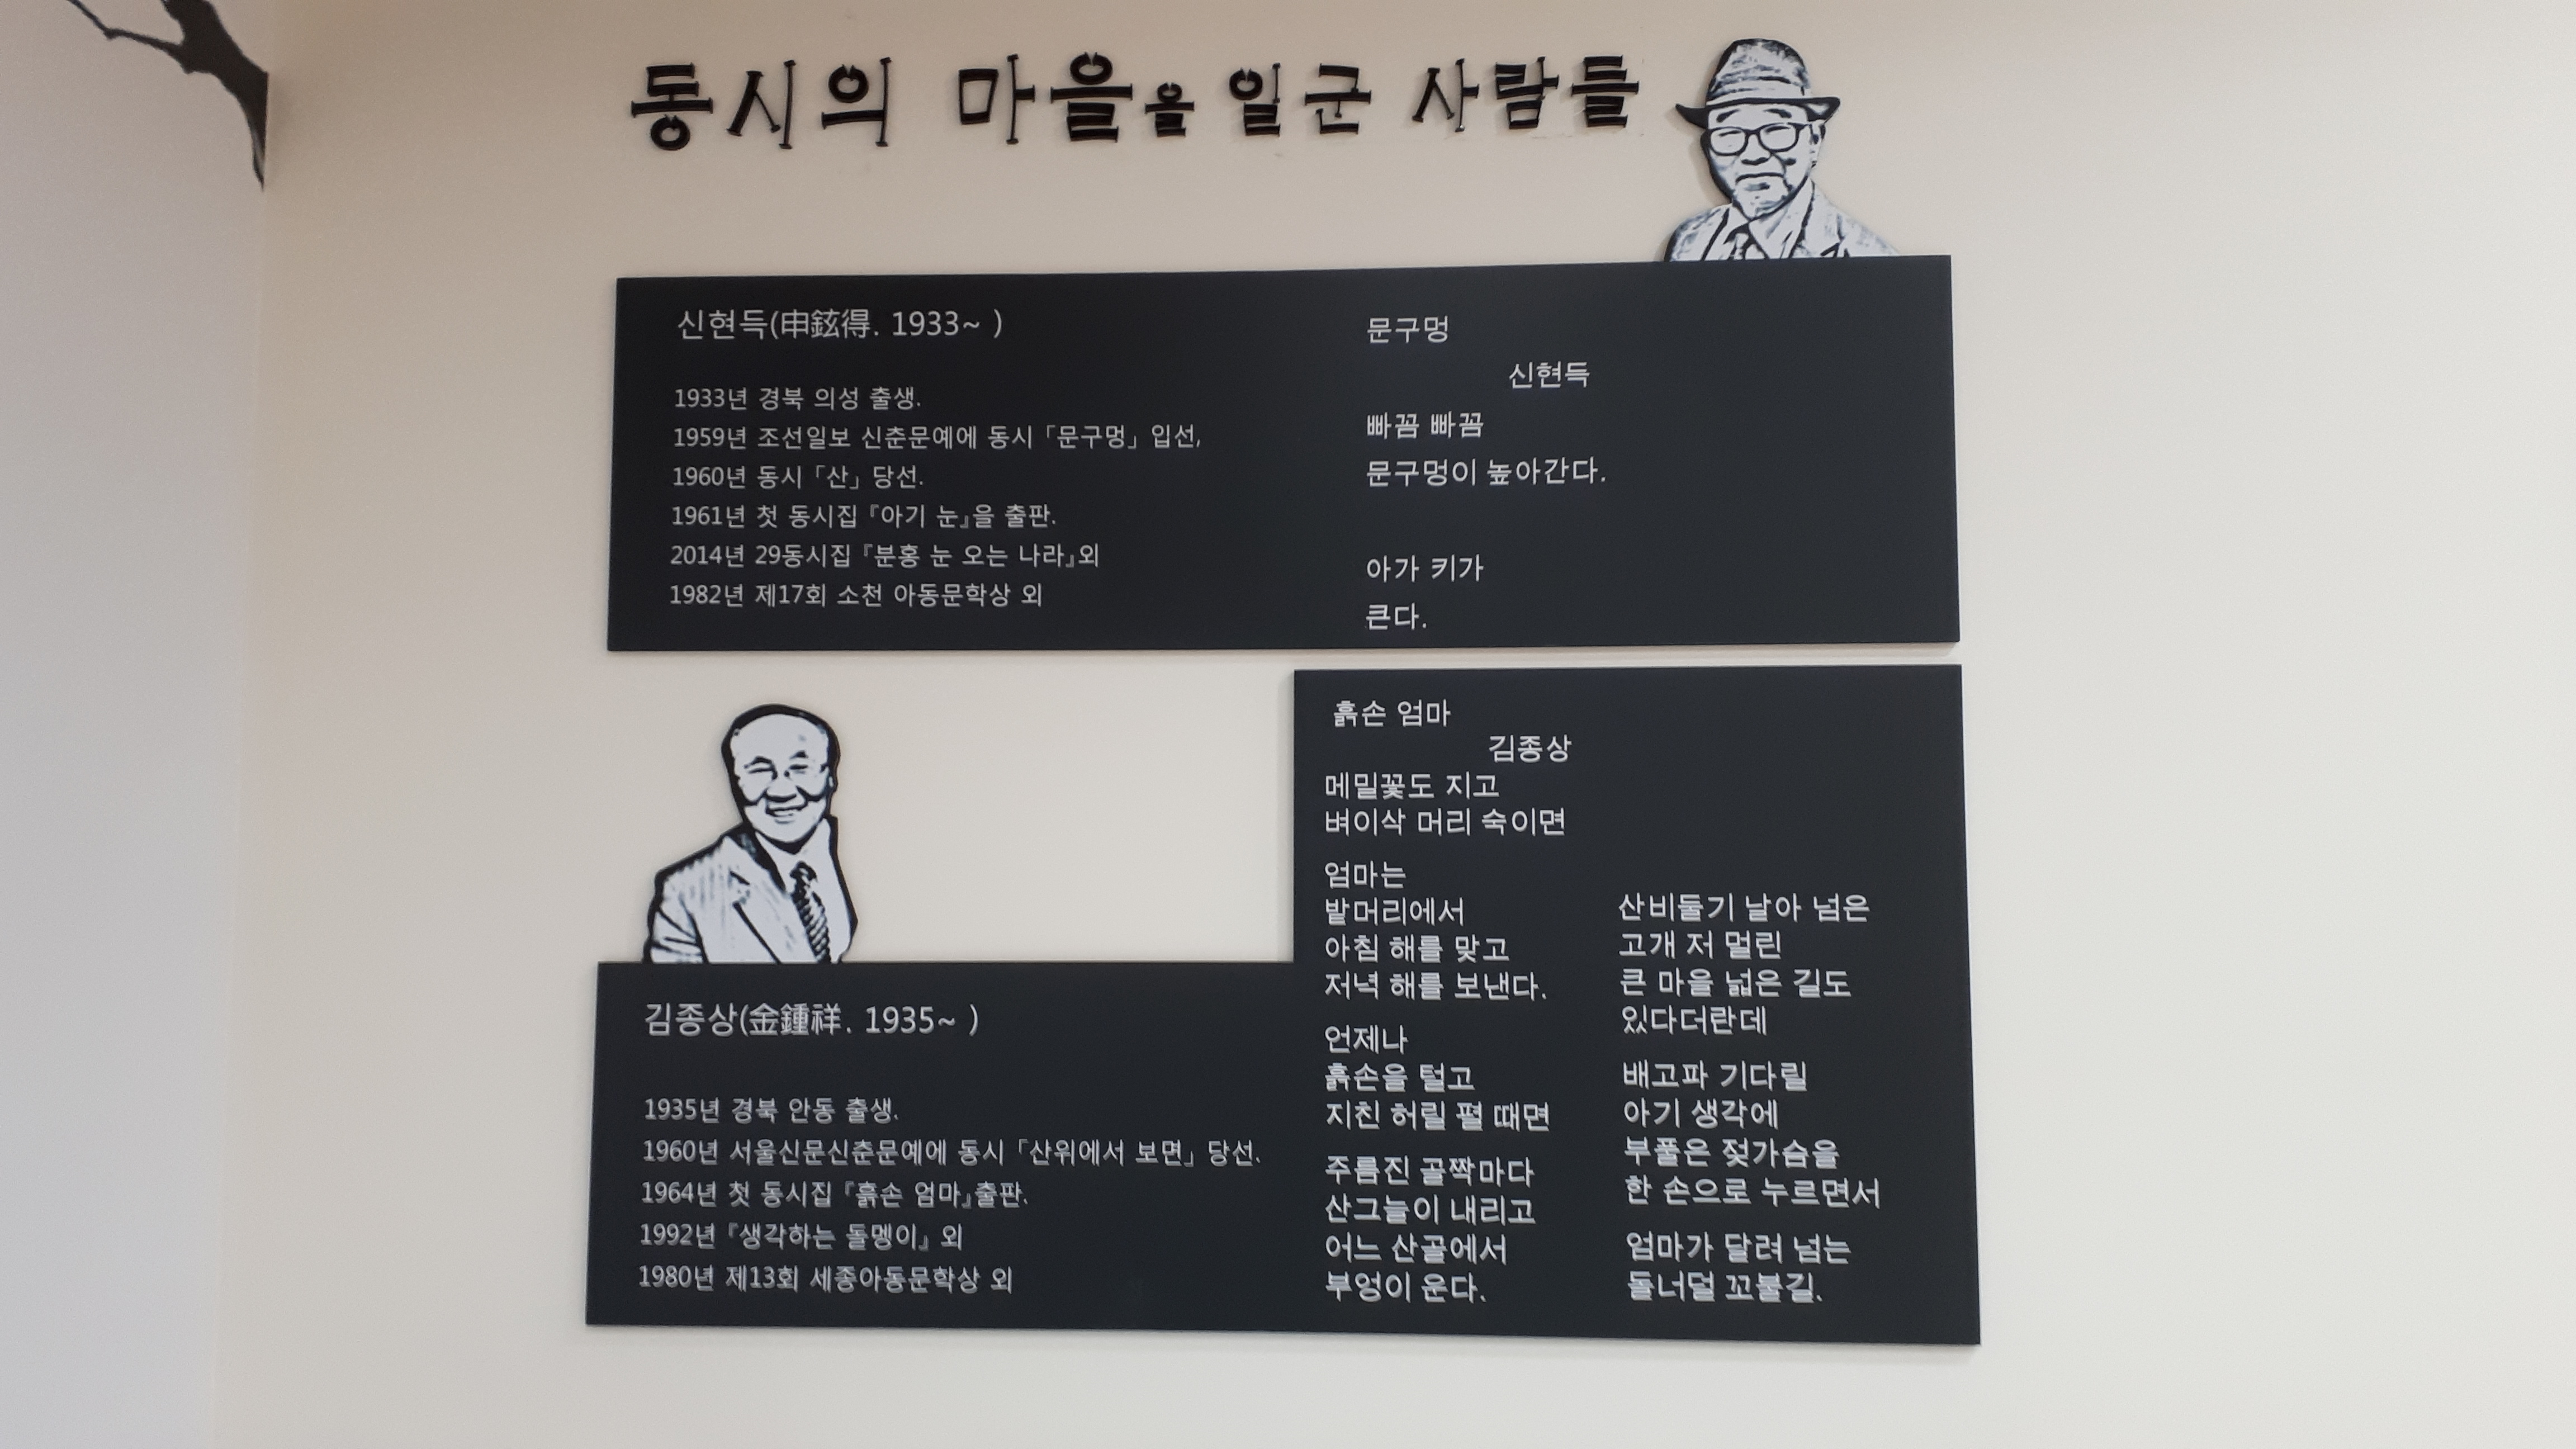 동시의 마을을 일군 사람들
신현득(申鉉得. 1933~ )
1933년 경북 의성 출생.
1959년 조선일보 신춘문예에 동시「문구멍」입선,
1960년 동시「산」당선.
1961년 첫 동시집『아기 눈』을 출판.
2014년 29동시집『분홍 눈 오는 나라』외
1982년 제17회 소천 아동문학상 외
문구멍
신현득
빠꼼 빠꼼
문구멍이 높아간다.
아가 키가
큰다.
김종상(金鍾祥. 1935~ )
1935년 경북 안동 출생.
1960년 서울신문신춘문예에 동시「산위에서 보면」당선.
1964년 첫 동시집『흙손 엄마』출판.
1992년『생각하는 돌멩이』외
1980년 제13회 세종아동문학상 외
흙손 엄마
김종상
메밀꽃도 지고
벼이삭 머리 숙이면
엄마는
밭머리에서
아침 해를 맞고
저녁 해를 보낸다.
언제나
흙손을 털고
지친 허릴 펼 때면
주름진 골짝마다
산그늘이 내리고
어느 산골에서
부엉이 운다.
산비둘기 날아 넘은
고개 저 멀린
큰 마을 넓은 길도
있다더란데
배고파 기다릴
아기 생각에
부풀은 젖가슴을
한 손으로 누르면서
엄마가 달려 넘는
돌너덜 꼬불길.